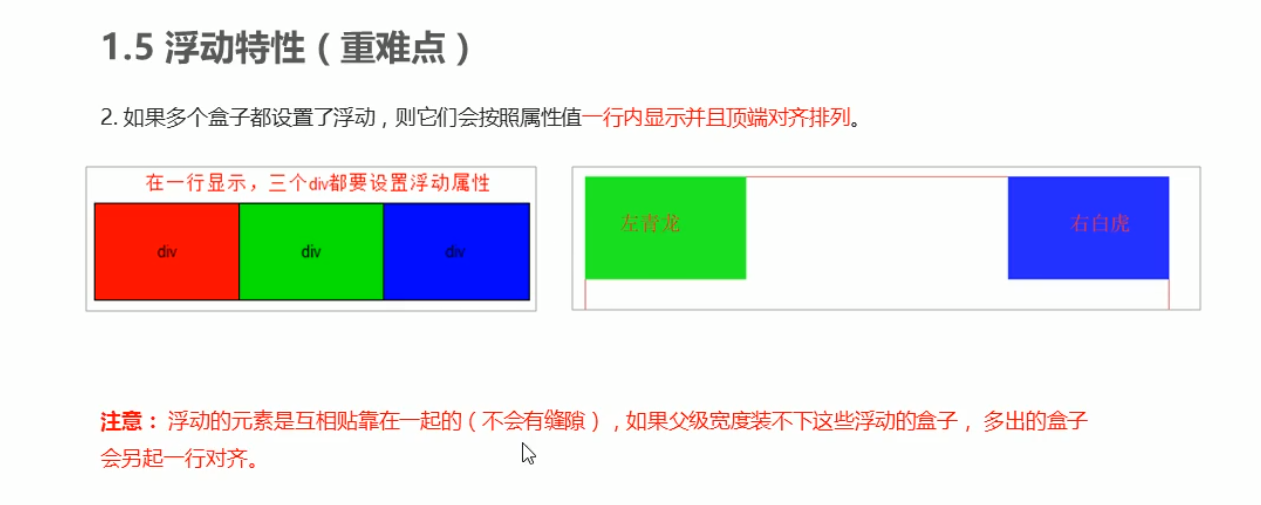 1.5 浮动特性（重难点）
2. 如果多个盒子都设置了浮动，则它们会按照属性值一行内显示并且顶端对齐排列。
在一行显示，三个div都要设置浮动属性
div
div
div
左青龙
右白虎
注意： 浮动的元素是互相贴靠在一起的（不会有缝隙），如果父级宽度装不下这些浮动的盒子， 多出的盒子
会另起一行对齐。